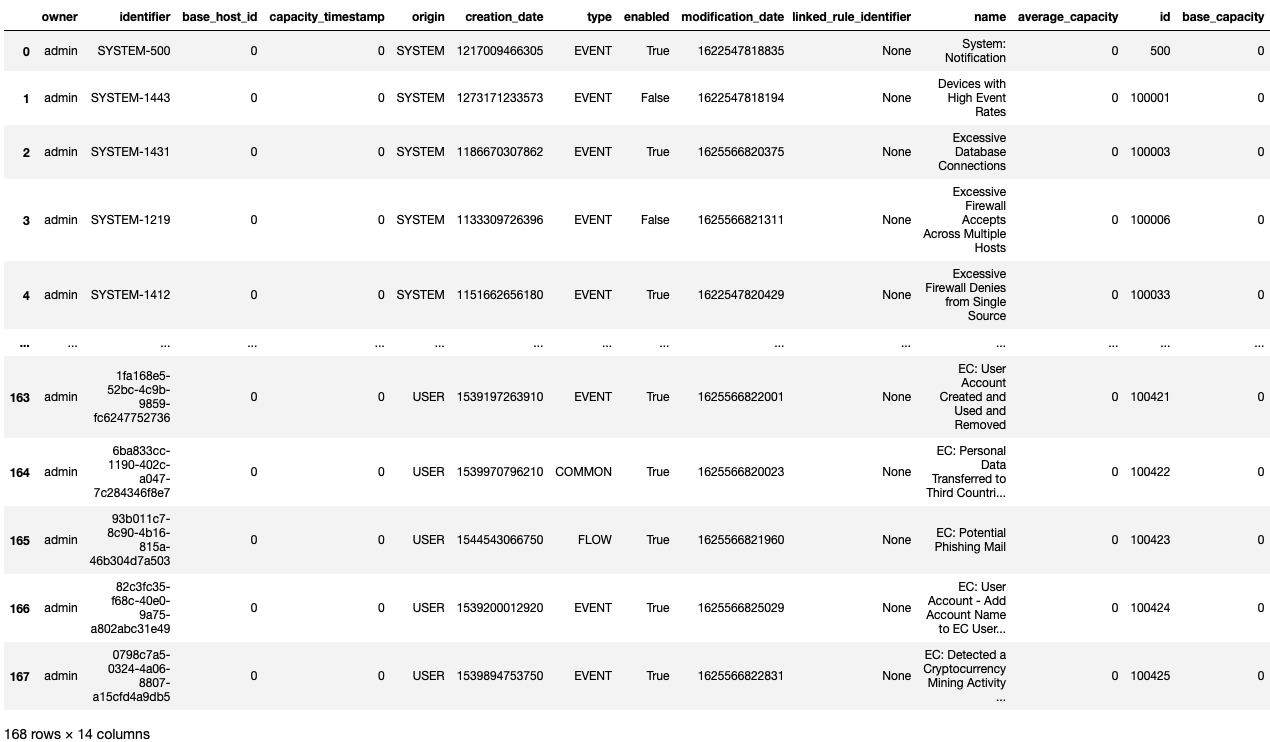 owner identifier base_host_id capacity_timestamp origin creation_date type enabled modification_date linked_rule_identifier name average_capacity id base_capacity
0 admin SYSTEM-500 0 0 SYSTEM 1217009466305 EVENT True 1622547818835 None System: Notification 0 500 0
1 admin SYSTEM-1443 0 0 SYSTEM 1273171233573 EVENT False 1622547818194 None Devices with High Event Rates 0 100001 0
2 admin SYSTEM-1431 0 0 SYSTEM 1186670307862 EVENT True 1625566820375 None Excessive Database Connections 0 100003 0
3 admin SYSTEM-1219 0 0 SYSTEM 1133309726396 EVENT False 1625566821311 None Excessive Firewall Accepts Across Multiple Hosts 0 100006 0
4 admin SYSTEM-1412 0 0 SYSTEM 1151662656180 EVENT True 1622547820429 None Excessive Firewall Denies from Single Source 0 100033 0
... ... ... ... ... ... ... ... ... ... ... ... ... ... ...
163 admin 1fa168e5-52bc-4c9b-9859-fc6247752736 0 0 USER 1539197263910 EVENT True 1625566822001 None EC: User Account Created and Used and Removed 0 100421 0
164 admin 6ba833cc-1190-402c-a047-7c284346f8e7 0 0 USER 1539970796210 COMMON True 1625566820023 None EC: Personal Data Transferred to Third Countri... 0 100422 0
165 admin 93b011c7-8c90-4b16-815a-46b304d7a503 0 0 USER 1544543066750 FLOW True 1625566821960 None EC: Potential Phishing Mail 0 100423 0
166 admin 82c3fc35-f68c-40e0-9a75-a802abc31e49 0 0 USER 1539200012920 EVENT True 1625566825029 None EC: User Account - Add Account Name to EC User... 0 100424 0
167 admin 0798c7a5-0324-4a06-8807-a15cfd4a9db5 0 0 USER 1539894753750 EVENT True 1625566822831 None EC: Detected a Cryptocurrency Mining Activity ... 0 100425 0
168 rows × 14 columns